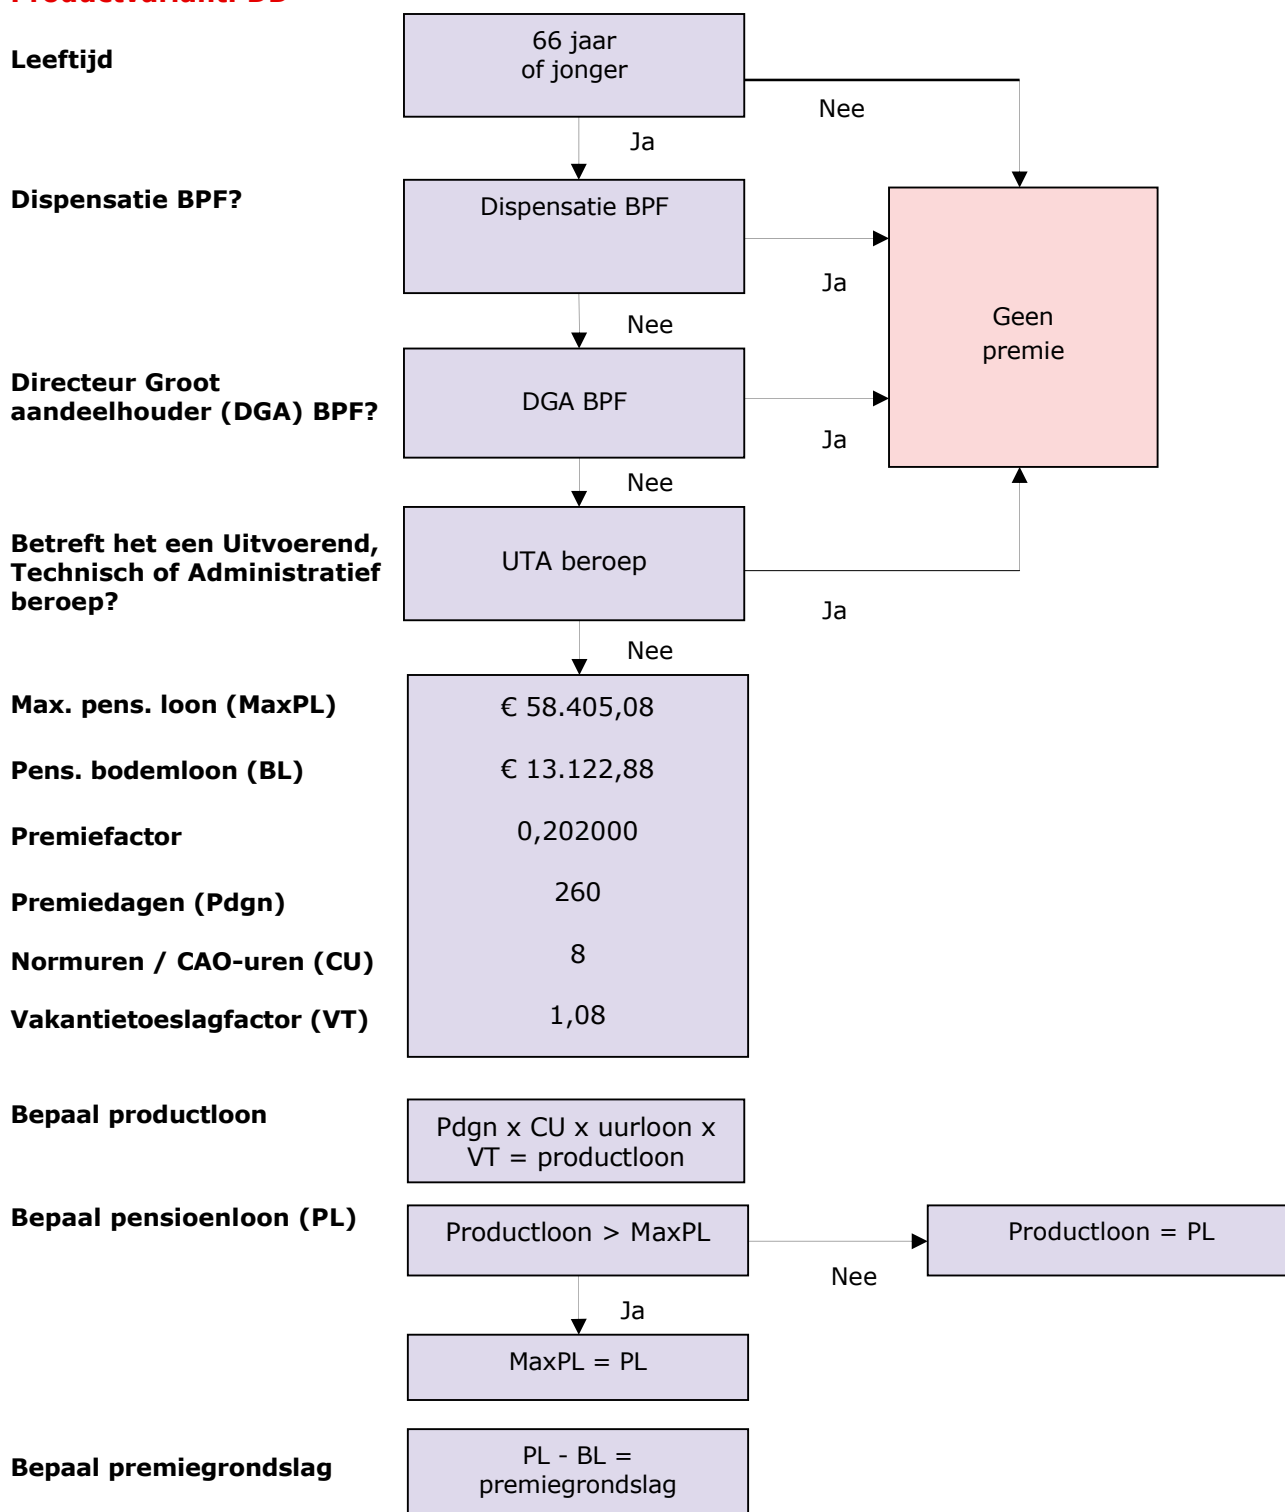 Leeftijd
66 jaar
of jonger
Nee
Ja
Dispensatie BPF?
Dispensatie BPF
Ja
Nee
Geen
premie
Directeur Groot
aandeelhouder (DGA) BPF?
DGA BPF
Ja
Nee
Betreft het een Uitvoerend,
Technisch of Administratief
beroep?
UTA beroep
Ja
Nee
Max. pens. loon (MaxPL)
€ 58.405,08
Pens. bodemloon (BL)
€ 13.122,88
Premiefactor
0,202000
Premiedagen (Pdgn)
260
Normuren / CAO-uren (CU)
8
Vakantietoeslagfactor (VT)
1,08
Bepaal productloon
Pdgn x CU x uurloon x
VT = productloon
Bepaal pensioenloon (PL)
Productloon > MaxPL
Nee
Productloon = PL
Ja
MaxPL = PL
Bepaal premiegrondslag
PL - BL =
premiegrondslag